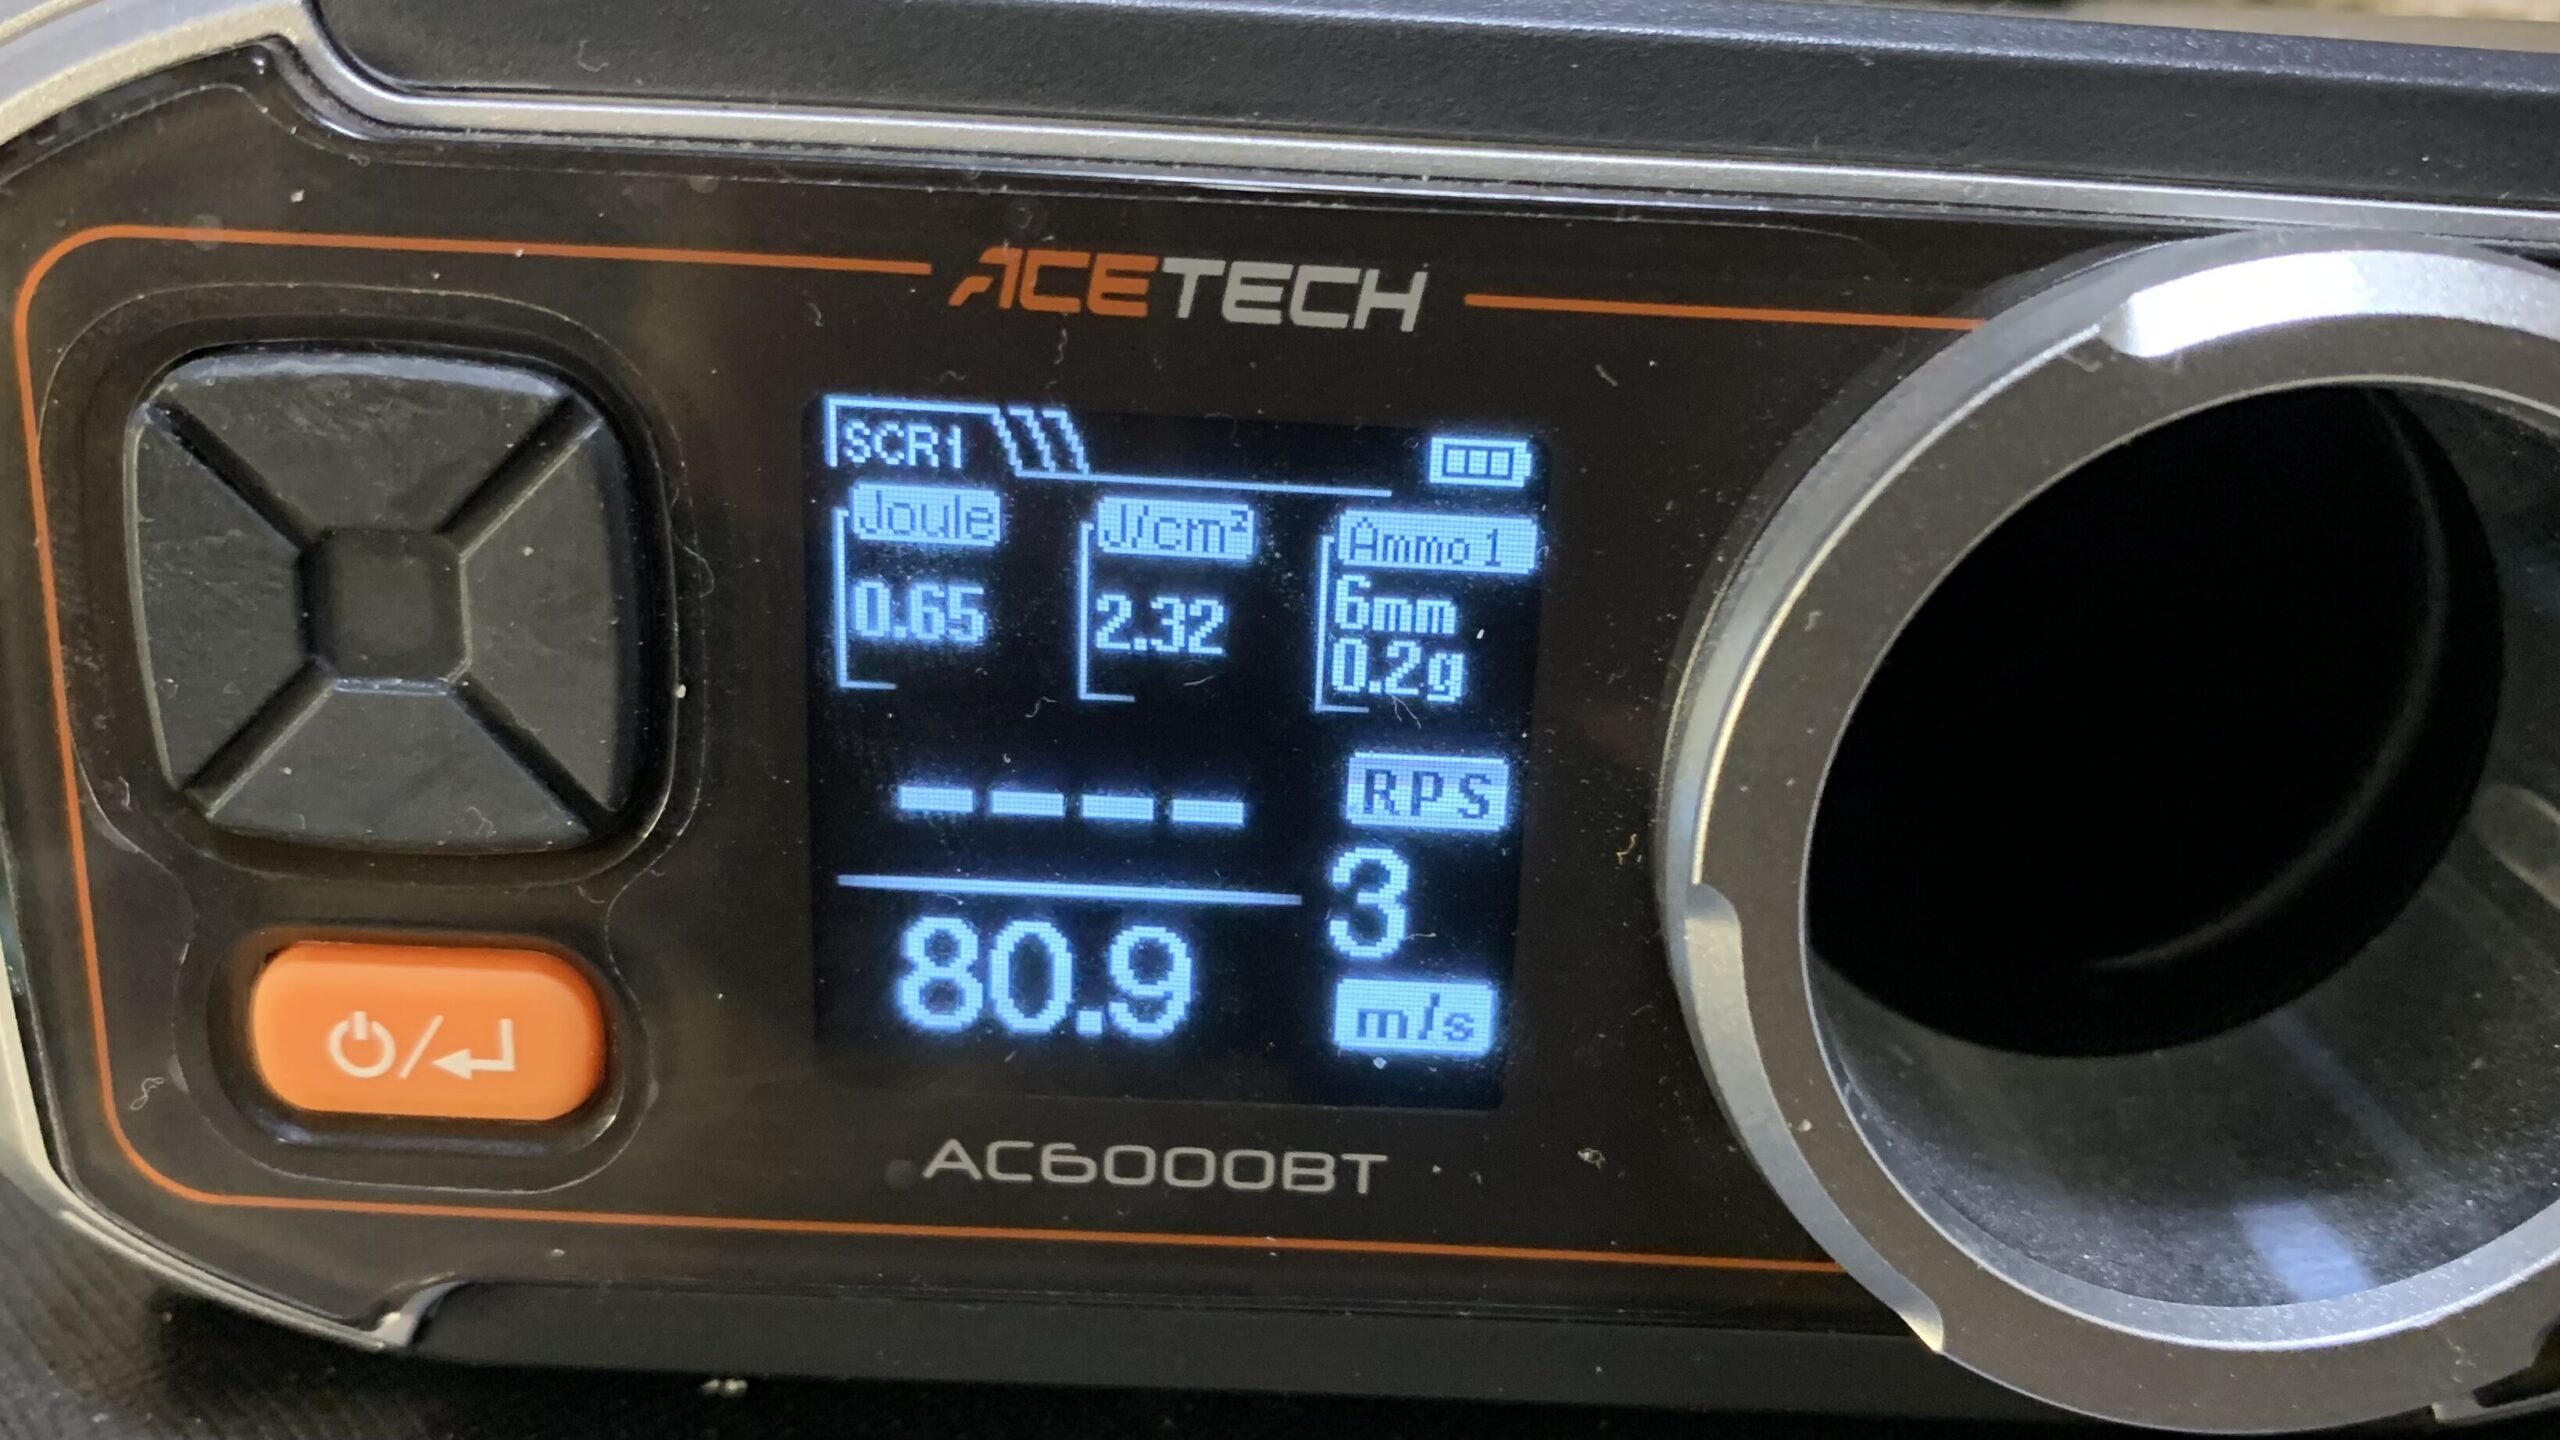 ACETECH
SCR1
Joule J/cm² Ammo 1
0.65 2.32 6mm
0.2g
---- RPS
3
80.9 m/s
AC6000BT